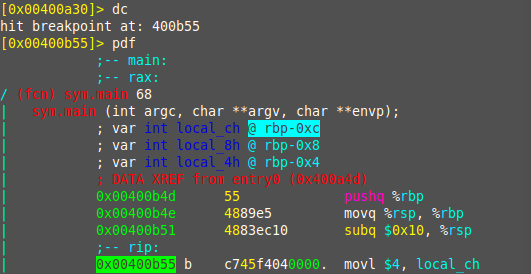 [0x00400a30]> dc
hit breakpoint at: 400b55
[0x00400b55]> pdf
;-- main:
;-- rax:
/ (fcn) sym.main 68
| sym.main (int argc, char **argv, char **envp);
| ; var int local_ch @ rbp-0xc
| ; var int local_8h @ rbp-0x8
| ; var int local_4h @ rbp-0x4
| ; DATA XREF from entry0 (0x400a4d)
| 0x00400b4d 55 pushq %rbp
| 0x00400b4e 4889e5 movq %rsp, %rbp
| 0x00400b51 4883ec10 subq $0x10, %rsp
| ;-- rip:
| 0x00400b55 b c745f4040000. movl $4, local_ch